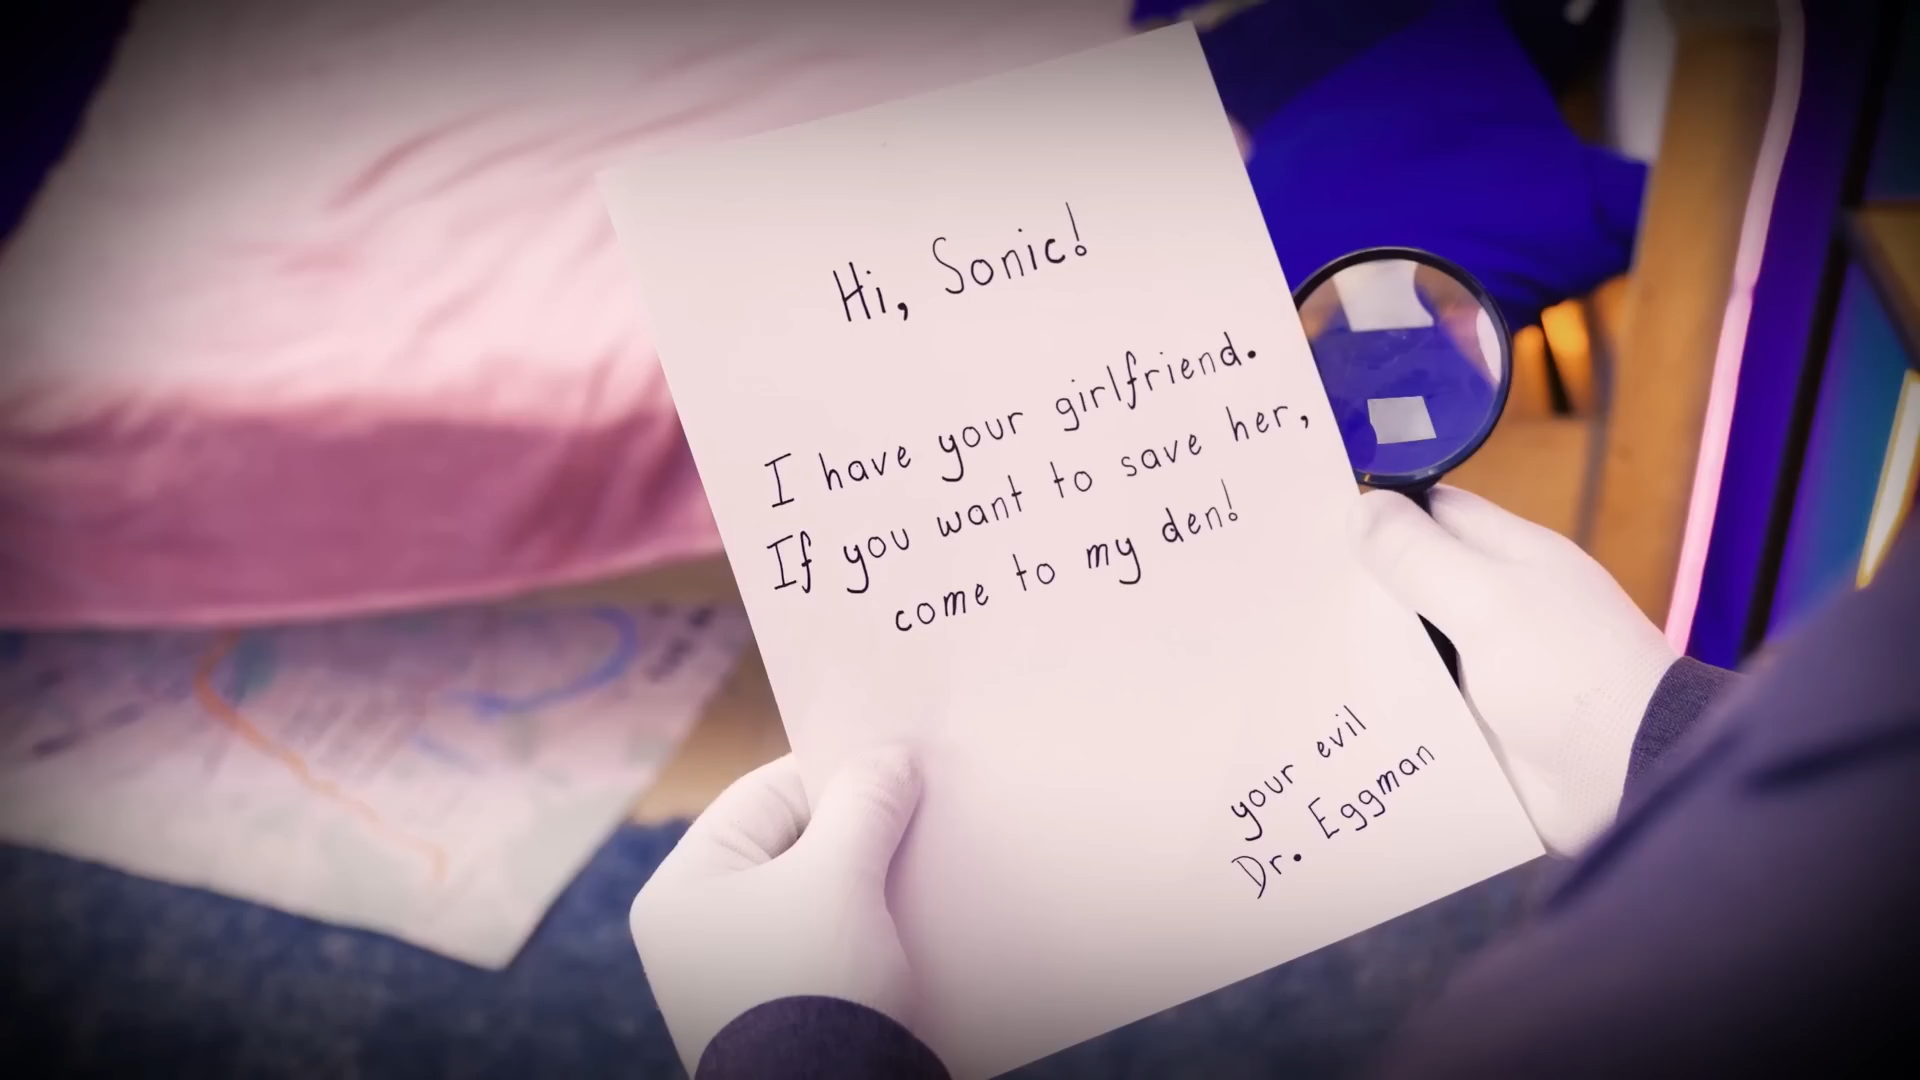 Hi, Sonic!
I have your girlfriend.
If you want to save her,
come to my den!
your evil
Dr. Eggman